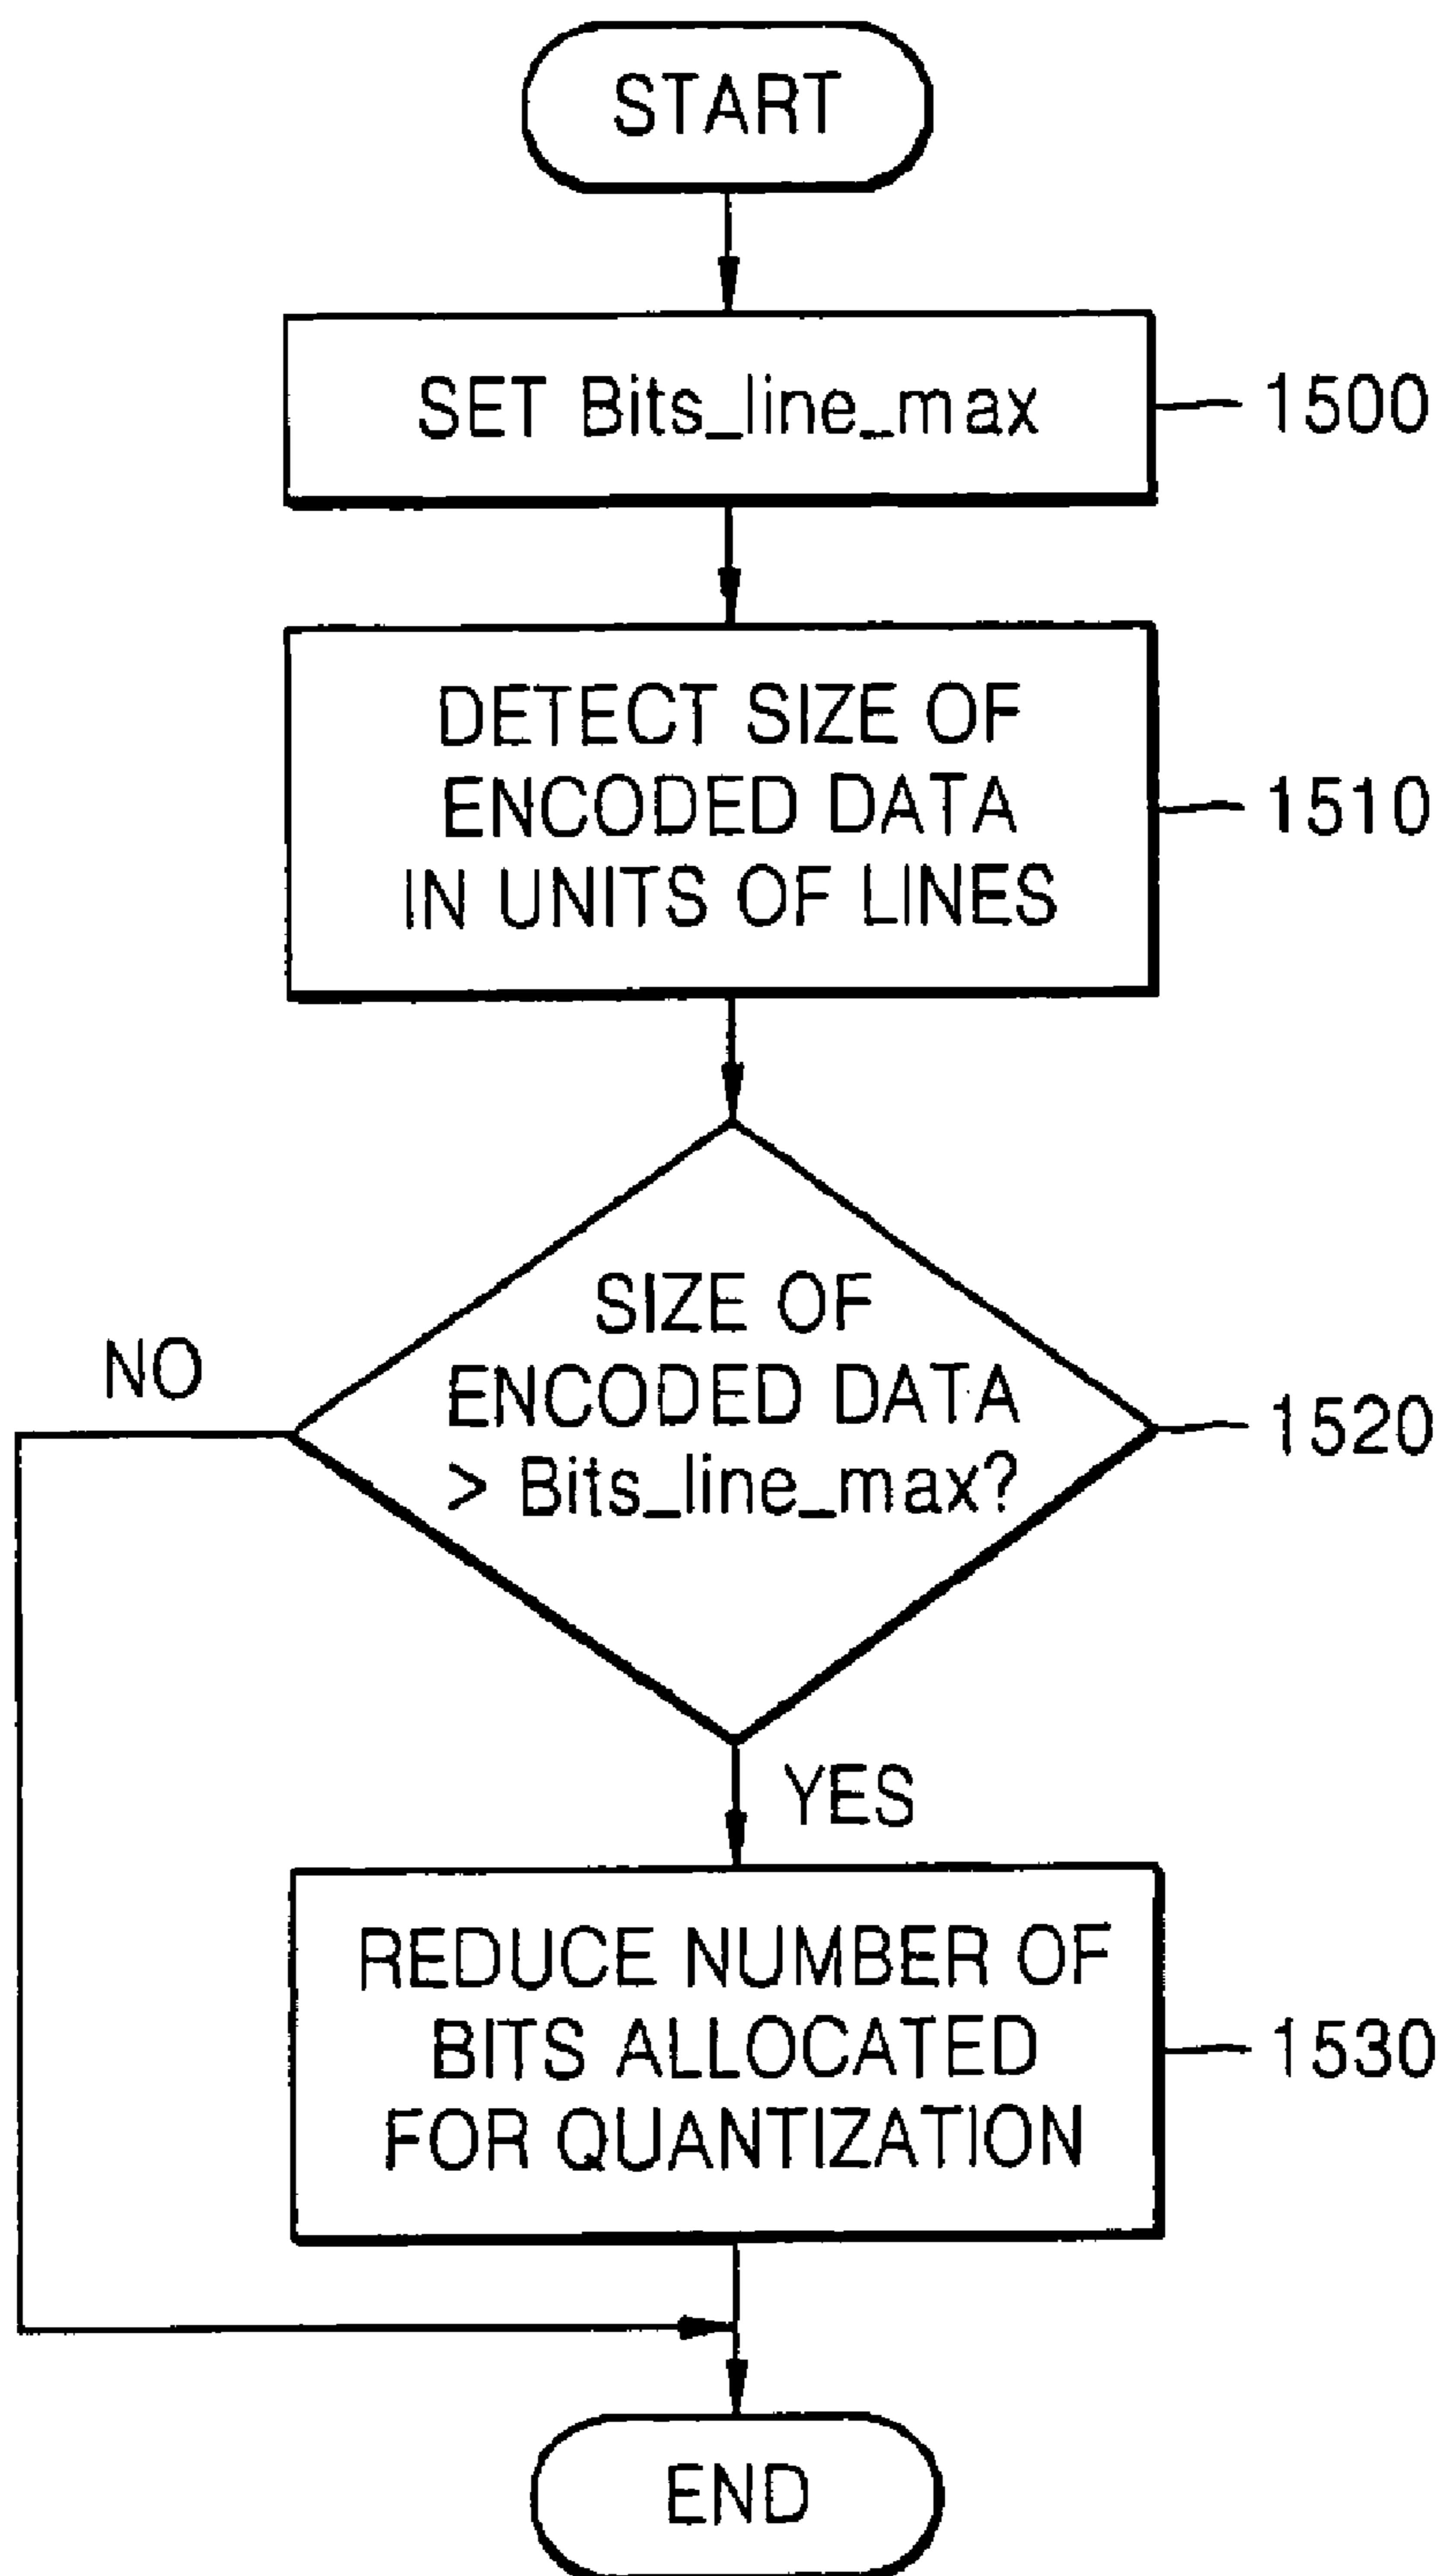 START
SET Bits_line_max
1500
DETECT SIZE OF
ENCODED DATA
IN UNITS OF LINES
1510
SIZE OF
ENCODED DATA
> Bits_line_max?
1520
NO
YES
REDUCE NUMBER OF
BITS ALLOCATED
FOR QUANTIZATION
1530
END